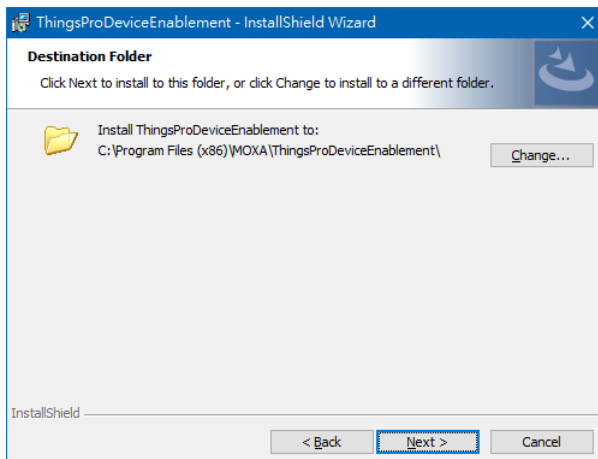 ThingsProDeviceEnablement - InstallShield Wizard
Destination Folder
Click Next to install to this folder, or click Change to install to a different folder.
Install ThingsProDeviceEnablement to:
C:\Program Files (x86)\MOXA\ThingsProDeviceEnablement\
Change...
InstallShield
< Back
Next >
Cancel